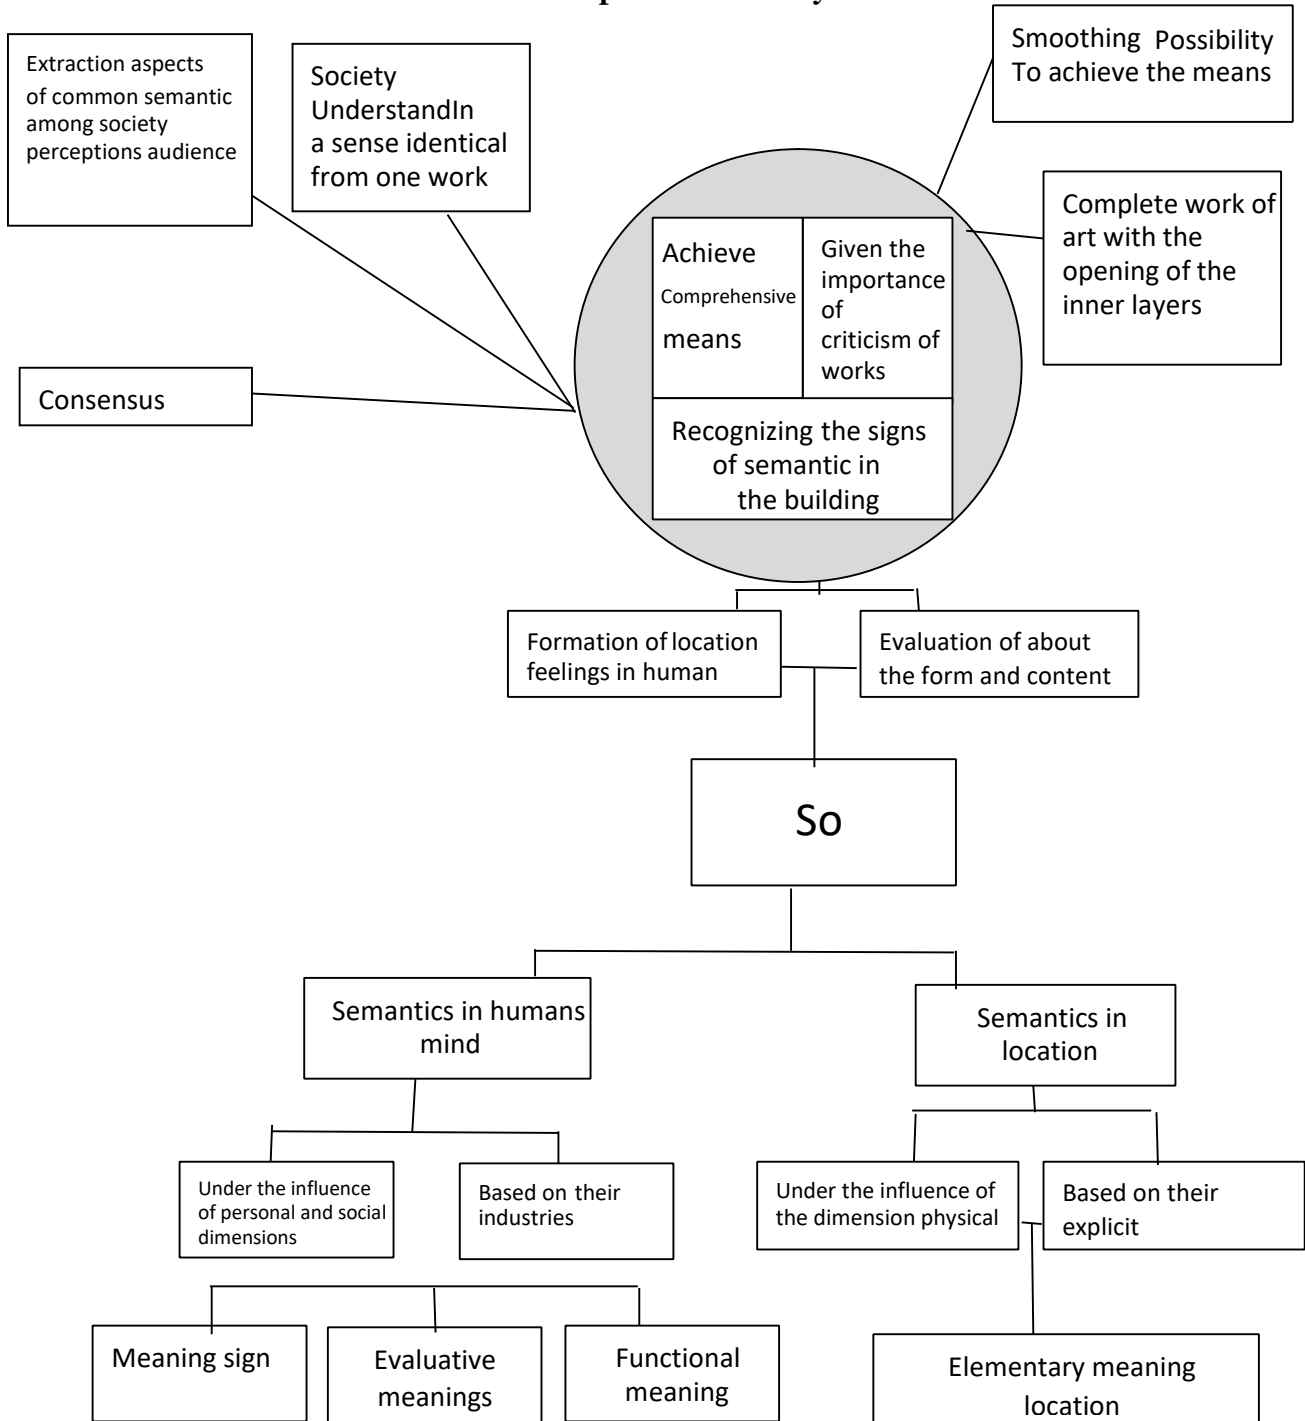 Extraction aspects
of common semantic
among society
perceptions audience
Society
UnderstandIn
a sense identical
from one work
Smoothing Possibility
To achieve the means
Complete work of
art with the
opening of the
inner layers
Consensus
Achieve
Comprehensive
means
Given the
importance
of
criticism of
works
Recognizing the signs
of semantic in
the building
Formation of location
feelings in human
Evaluation of about
the form and content
So
Semantics in humans
mind
Semantics in
location
Under the influence
of personal and social
dimensions
Based on their
industries
Under the influence of
the dimension physical
Based on their
explicit
Meaning sign
Evaluative
meanings
Functional
meaning
Elementary meaning
location